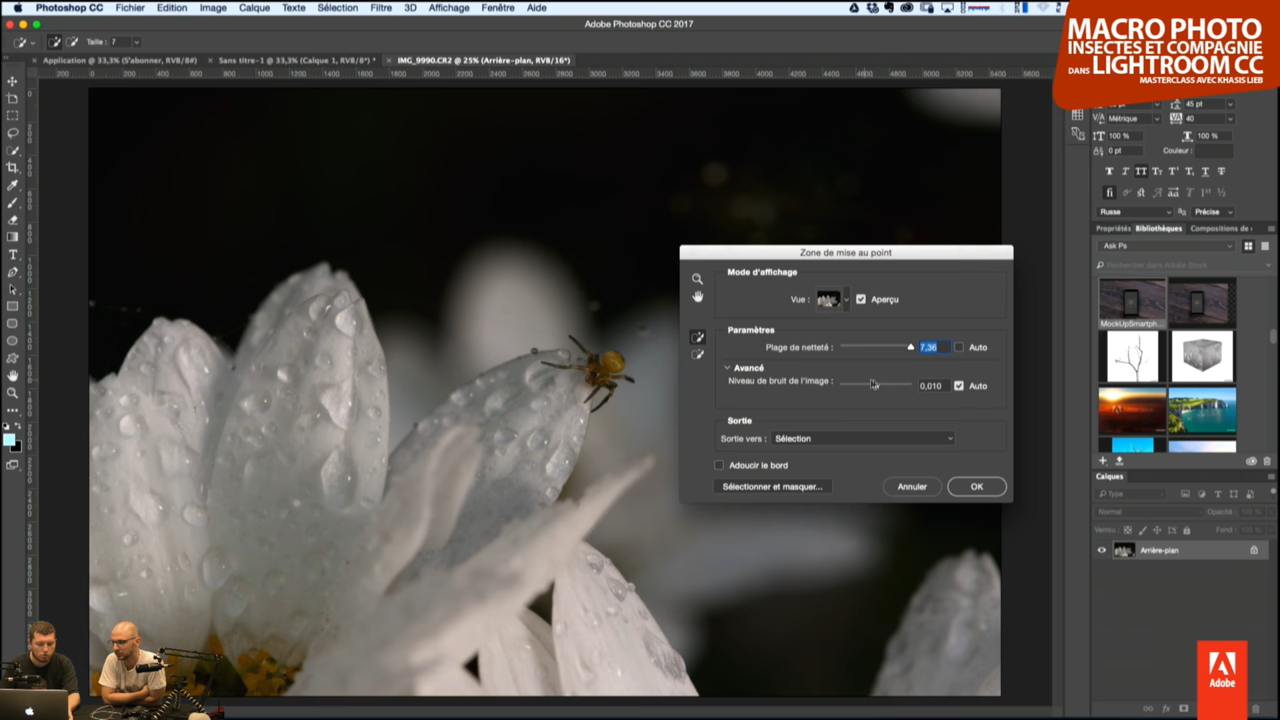 Photoshop CC Fichier Edition Image Calque Texte Sélection Filtre 3D Affichage Fenêtre Aide
Adobe Photoshop CC 2017
Taille : 7
Application @ 33,3% (S'abonner, RVB/8#)
Sans titre-1 @ 33,3% (Calque 1, RVB/8*) *
IMG_9990.CR2 @ 25% (Arrière-plan, RVB/16*)
MACRO PHOTO
INSECTES ET COMPAGNIE
DANS LIGHTROOM CC
MASTERCLASS AVEC KHASIS LIEB
45 pt
Métrique
40
100 %
100 %
0 pt
Couleur :
Russe
Précise
Propriétés Bibliothèques Compositions de
Ask Ps
Rechercher dans Adobe Stock
MockUpSmartph...
Zone de mise au point
Mode d'affichage
Vue :
Aperçu
Paramètres
Plage de netteté :
7,36
Auto
Avancé
Niveau de bruit de l'image :
0,010
Auto
Sortie
Sortie vers :
Sélection
Adoucir le bord
Sélectionner et masquer...
Annuler
OK
Calques
Type
Normal
Opacité : 100 %
Verrou :
Fond : 100 %
Arrière-plan
Adobe